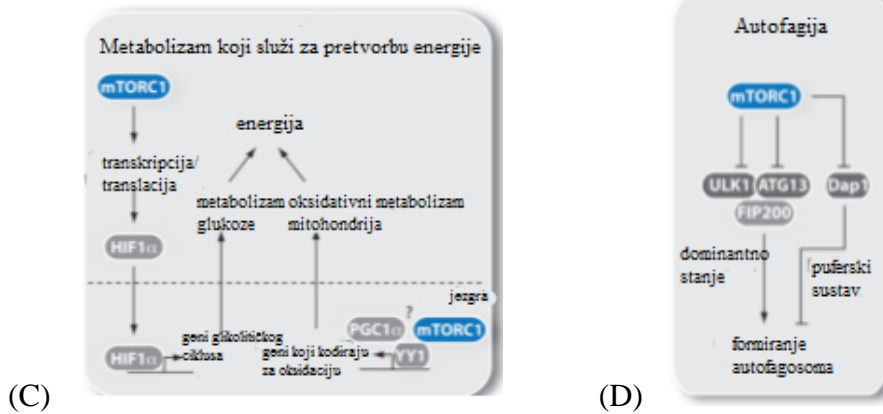 Metabolizam koji služi za pretvorbu energije
mTORC1
energija
transkripcija/
translacija
metabolizam oksidativni metabolizam
glukoze mitohondrija
HIF1α
jezgra
?
PGC1α mTORC1
geni glikolitičkog
ciklusa
geni koji kodiraju
za oksidaciju
HIF1α
YY1
(C)
Autofagija
mTORC1
ULK1 ATG13 Dap1
FIP200
dominantno
stanje
puferski
sustav
formiranje
autofagosoma
(D)